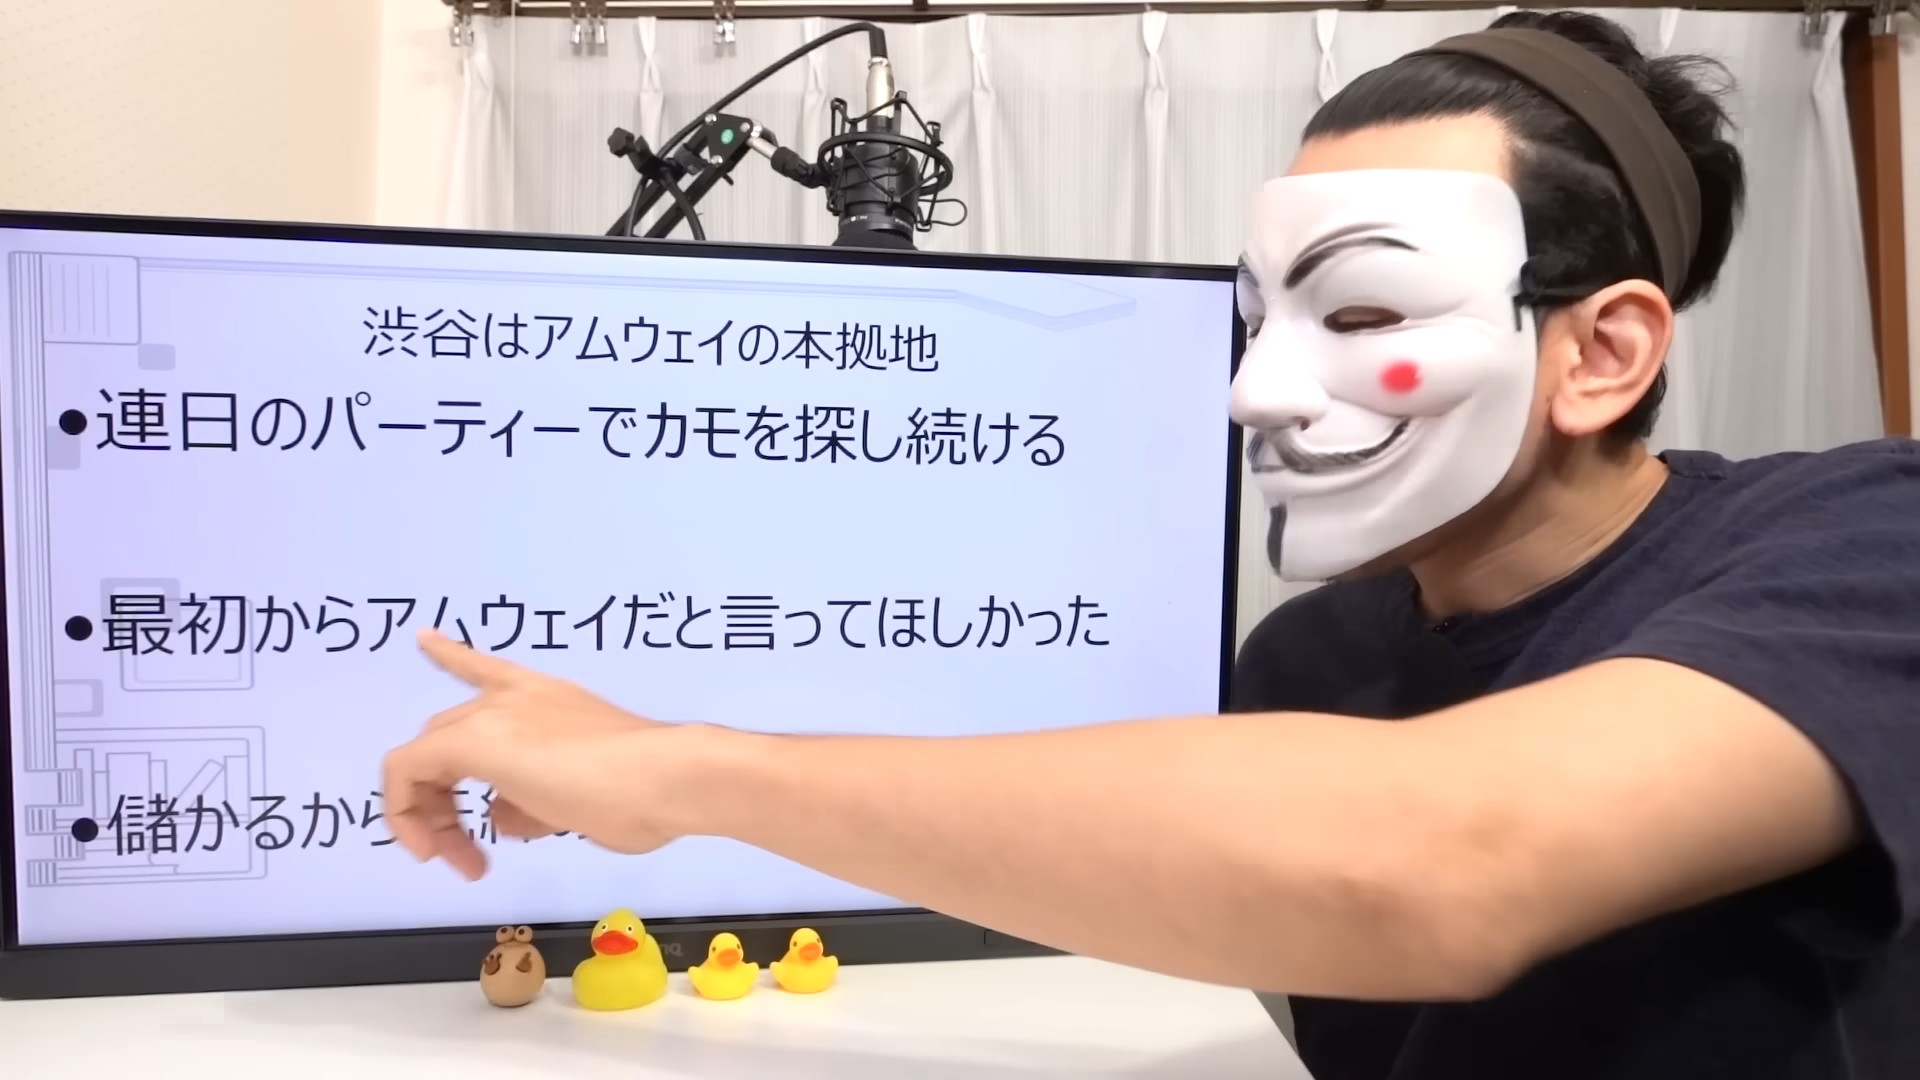 渋谷はアムウェイの本拠地
•連日のパーティーでカモを探し続ける
•最初からアムウェイだと言ってほしかった
•儲かるから